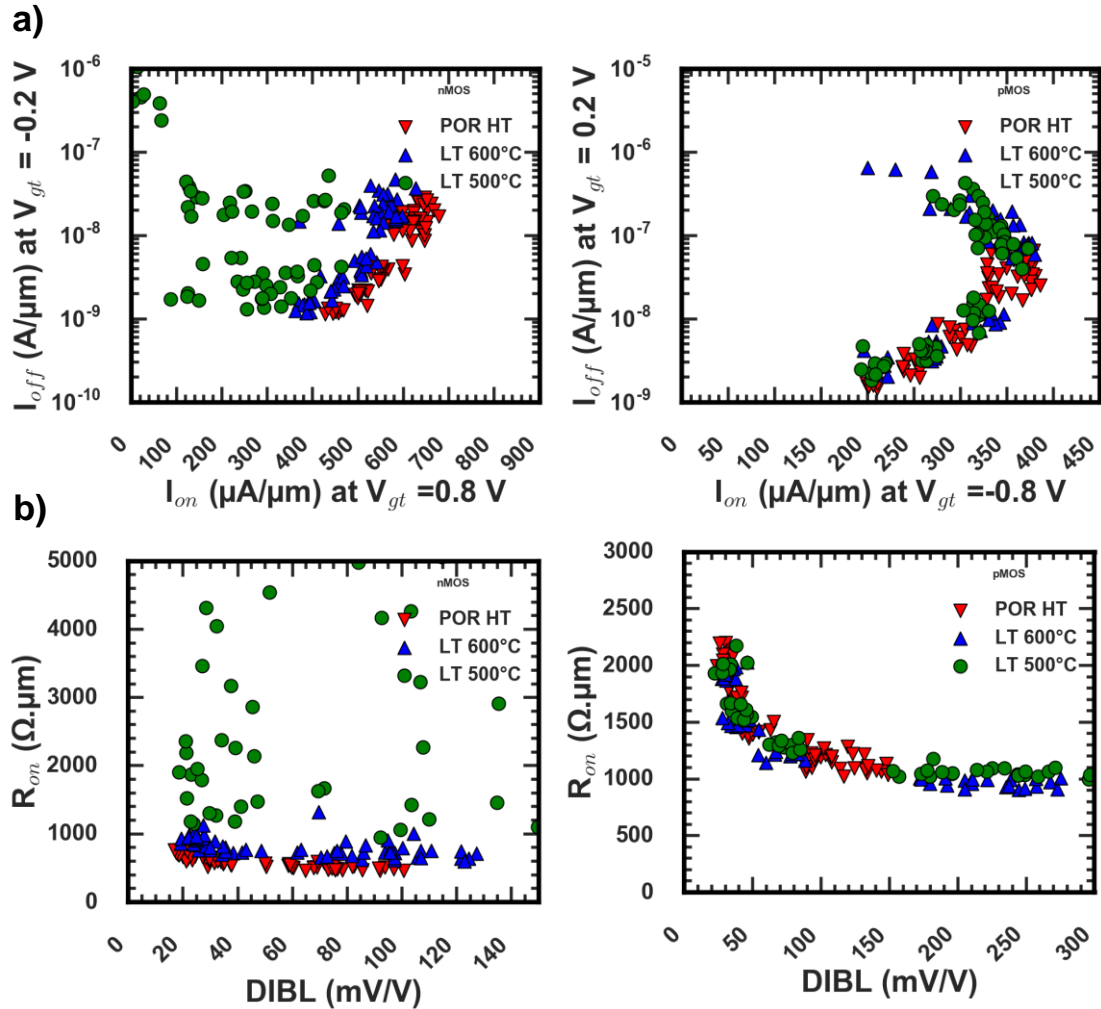 a)
I_off (A/µm) at V_gt = -0.2 V
10^-6
10^-7
10^-8
10^-9
10^-10
nMOS
POR HT
LT 600°C
LT 500°C
0 100 200 300 400 500 600 700 800 900
I_on (µA/µm) at V_gt =0.8 V
I_off (A/µm) at V_gt = 0.2 V
10^-5
10^-6
10^-7
10^-8
10^-9
pMOS
POR HT
LT 600°C
LT 500°C
0 50 100 150 200 250 300 350 400 450
I_on (µA/µm) at V_gt =-0.8 V
b)
R_on (Ω.µm)
5000
4000
3000
2000
1000
0
nMOS
POR HT
LT 600°C
LT 500°C
0 20 40 60 80 100 120 140
DIBL (mV/V)
R_on (Ω.µm)
3000
2500
2000
1500
1000
500
0
pMOS
POR HT
LT 600°C
LT 500°C
0 50 100 150 200 250 300
DIBL (mV/V)